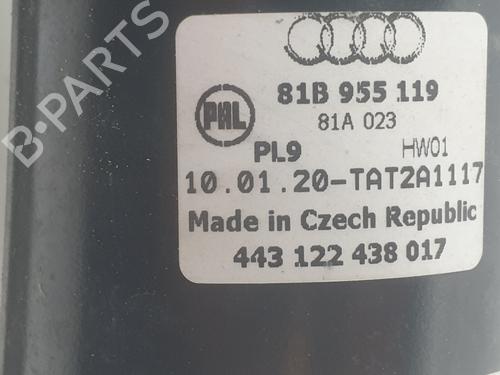 81B 955 119
PAL
81A 023
PL9 HW01
10.01.20-TAT2A1117
Made in Czech Republic
443 122 438 017
B-PARTS